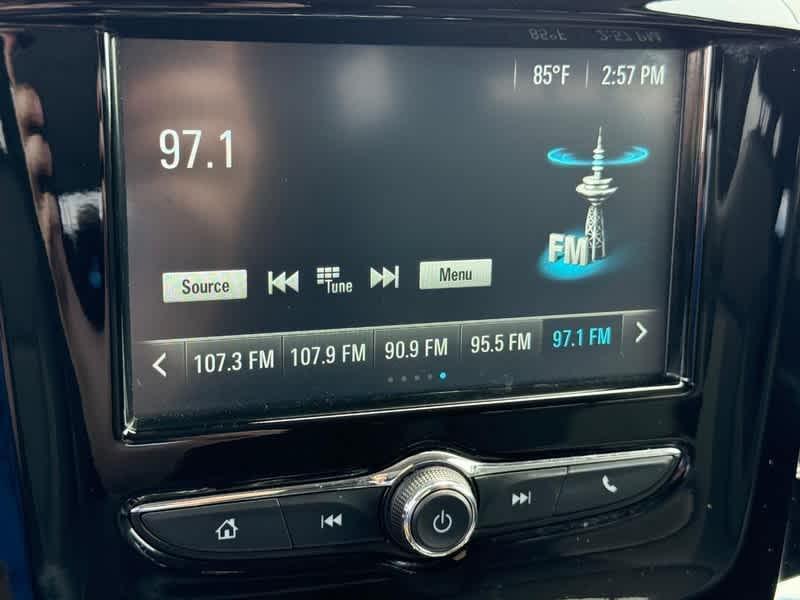 85°F 2:57 PM
97.1
FM
Source Tune Menu
107.3 FM 107.9 FM 90.9 FM 95.5 FM 97.1 FM